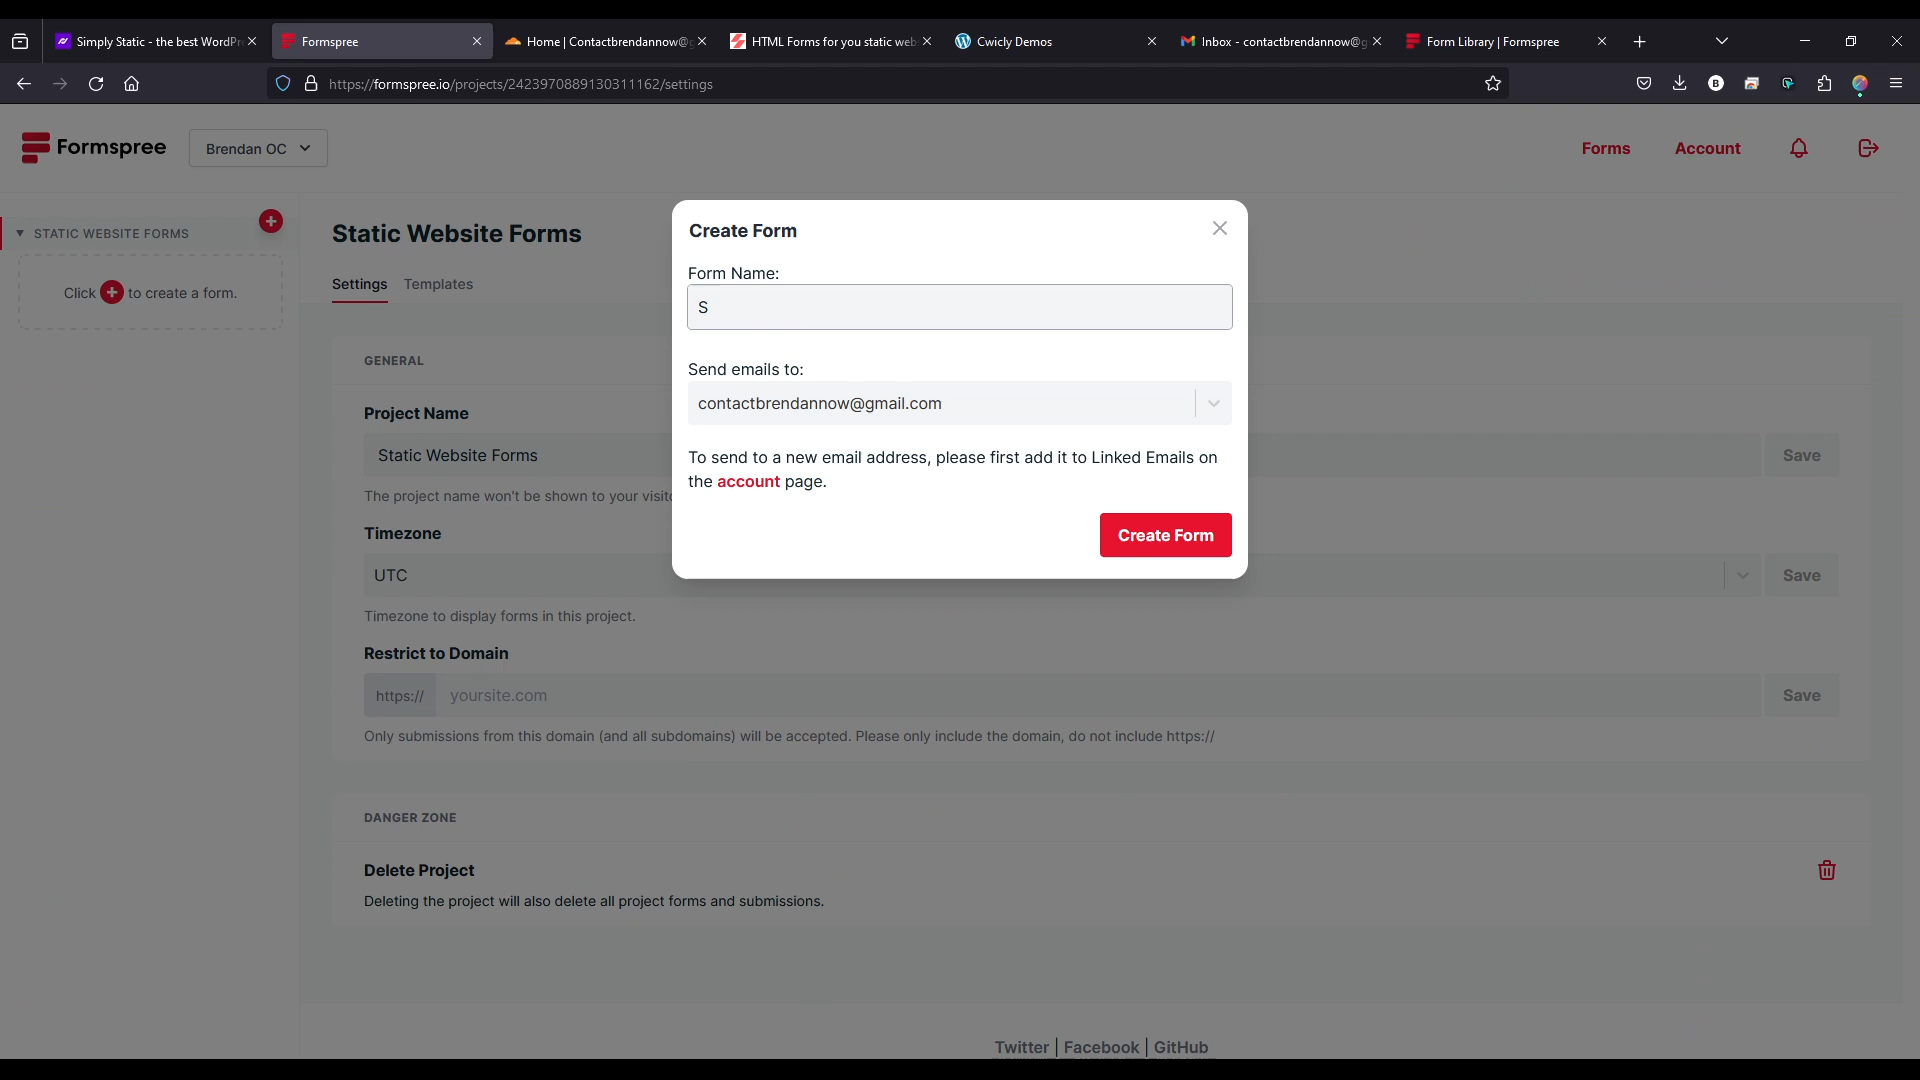 Simply Static - the best WordPr
Formspree
Home | Contactbrendannow@g
HTML Forms for you static web
Cwicly Demos
Inbox - contactbrendannow@g
Form Library | Formspree
https://formspree.io/projects/2423970889130311162/settings
Formspree
Brendan OC
Forms
Account
STATIC WEBSITE FORMS
Click + to create a form.
Static Website Forms
Settings
Templates
GENERAL
Project Name
Static Website Forms
Save
The project name won't be shown to your visito
Timezone
UTC
Save
Timezone to display forms in this project.
Restrict to Domain
https://
yoursite.com
Save
Only submissions from this domain (and all subdomains) will be accepted. Please only include the domain, do not include https://
DANGER ZONE
Delete Project
Deleting the project will also delete all project forms and submissions.
Create Form
Form Name:
S
Send emails to:
contactbrendannow@gmail.com
To send to a new email address, please first add it to Linked Emails on
the account page.
Create Form
Twitter | Facebook | GitHub